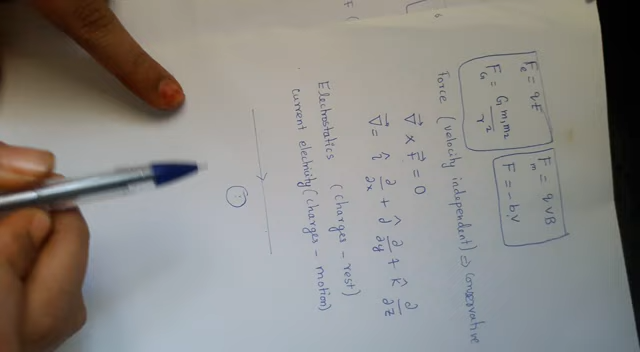 Fe = qE
Fm = qVB
FG = G m1m2 / r²
F = -bV
Force (velocity independent) ⇒ conservative
∇⃗ × F⃗ = 0
∇⃗ = î ∂/∂x + ĵ ∂/∂y + k̂ ∂/∂z
Electrostatics (charges - rest)
current electricity (charges - motion)